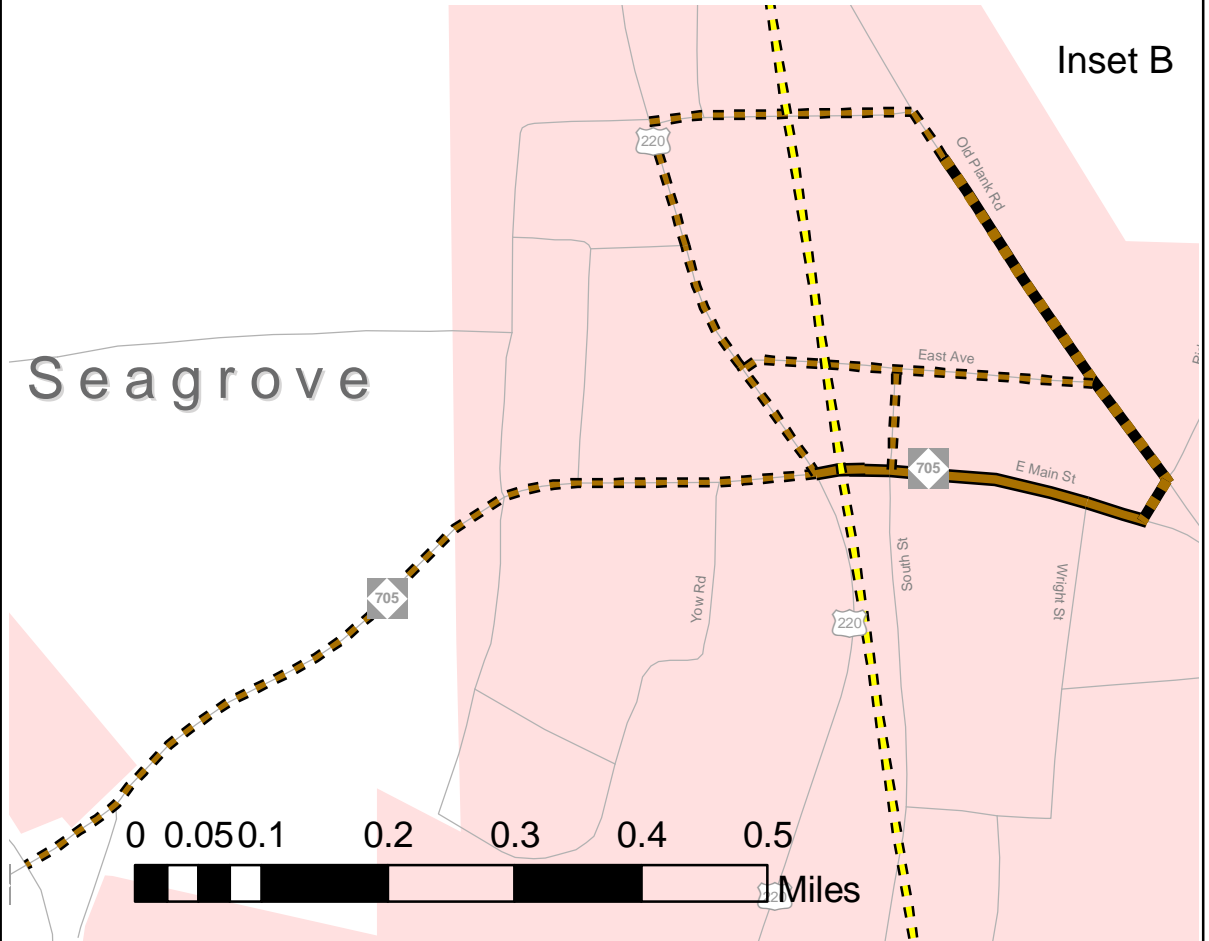 Inset B
220
Old Plank Rd
East Ave
Seagrove
705
E Main St
705
South St
Wright St
Yow Rd
220
0 0.05 0.1 0.2 0.3 0.4 0.5
Miles
220